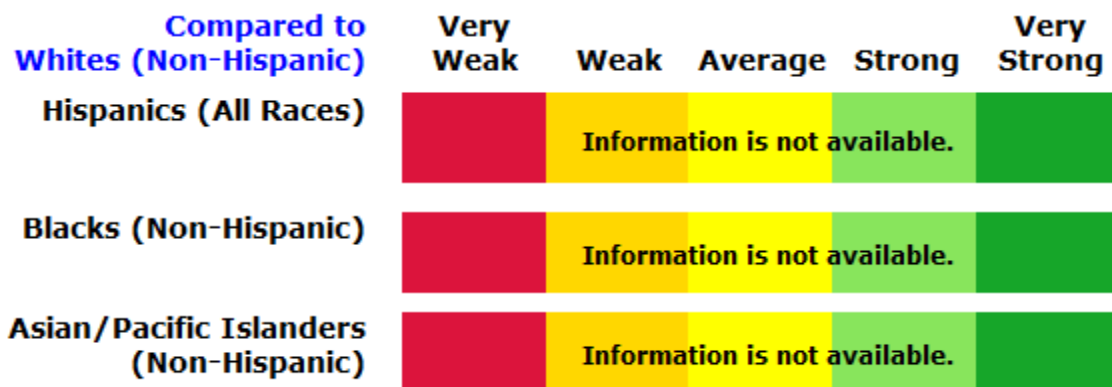 Compared to
Whites (Non-Hispanic)
Very
Weak
Weak
Average
Strong
Very
Strong
Hispanics (All Races)
Information is not available.
Blacks (Non-Hispanic)
Information is not available.
Asian/Pacific Islanders
(Non-Hispanic)
Information is not available.